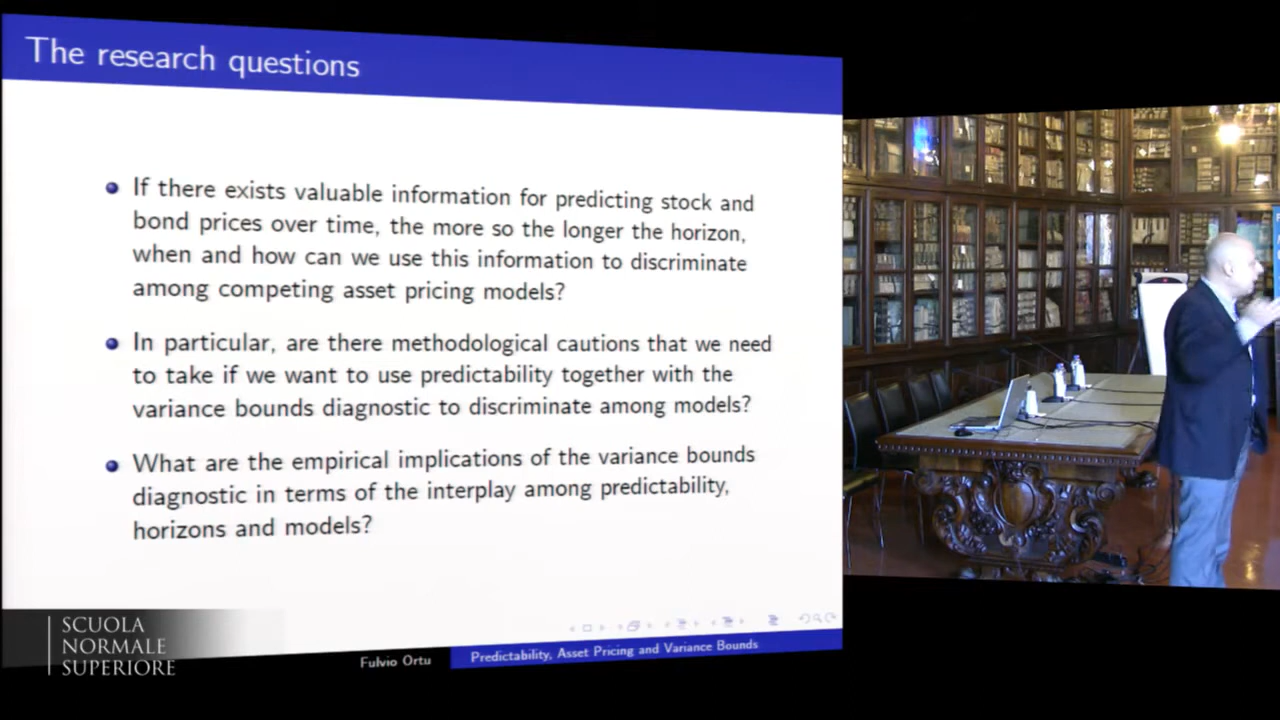 The research questions
If there exists valuable information for predicting stock and
bond prices over time, the more so the longer the horizon,
when and how can we use this information to discriminate
among competing asset pricing models?
In particular, are there methodological cautions that we need
to take if we want to use predictability together with the
variance bounds diagnostic to discriminate among models?
What are the empirical implications of the variance bounds
diagnostic in terms of the interplay among predictability,
horizons and models?
Fulvio Ortu
Predictability, Asset Pricing and Variance Bounds
SCUOLA
NORMALE
SUPERIORE